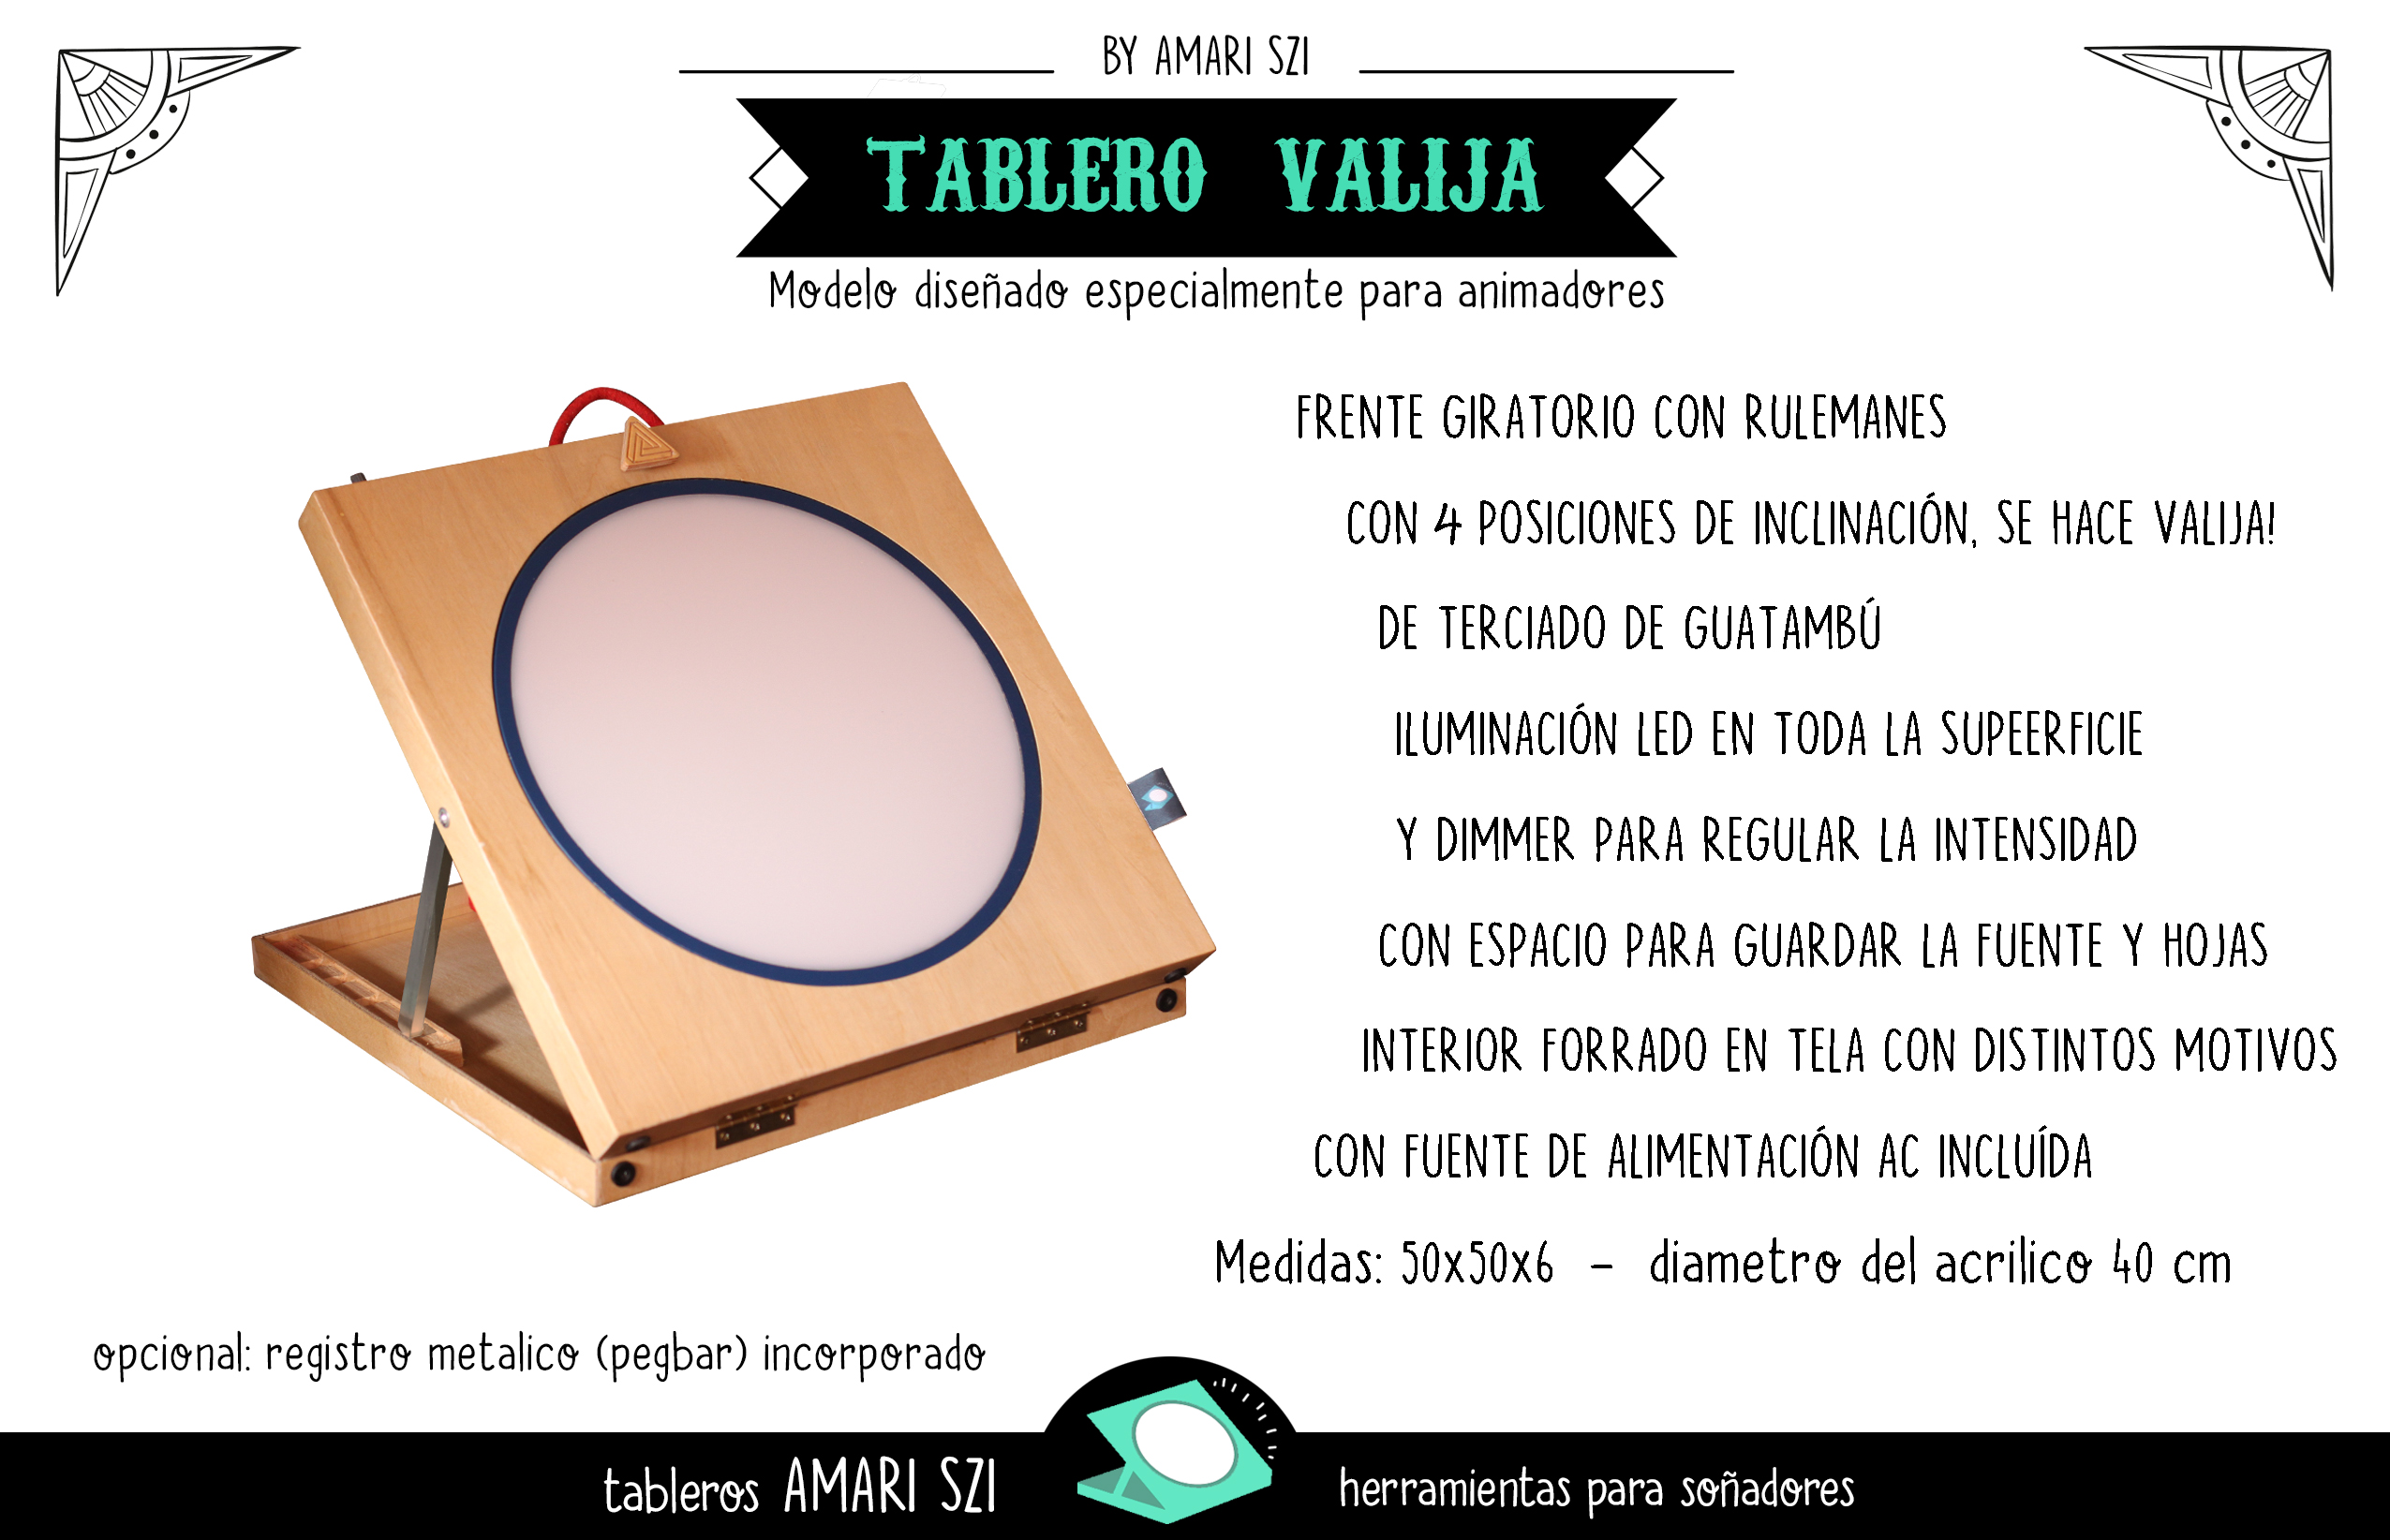 BY AMARI SZI
TABLERO VALIJA
Modelo diseñado especialmente para animadores
FRENTE GIRATORIO CON RULEMANES
CON 4 POSICIONES DE INCLINACIÓN, SE HACE VALIJA!
DE TERCIADO DE GUATAMBÚ
ILUMINACIÓN LED EN TODA LA SUPEERFICIE
Y DIMMER PARA REGULAR LA INTENSIDAD
CON ESPACIO PARA GUARDAR LA FUENTE Y HOJAS
INTERIOR FORRADO EN TELA CON DISTINTOS MOTIVOS
CON FUENTE DE ALIMENTACIÓN AC INCLUÍDA
Medidas: 50x50x6 - diametro del acrilico 40 cm
opcional: registro metalico (pegbar) incorporado
tableros AMARI SZI
herramientas para soñadores